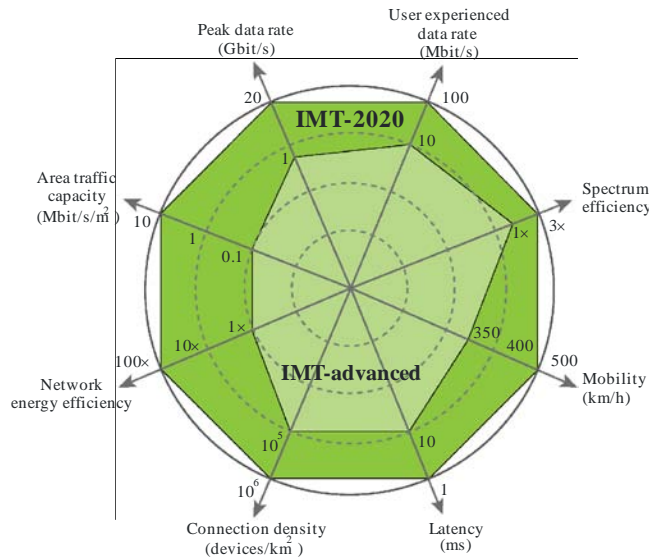 Peak data rate
(Gbit/s)
User experienced
data rate
(Mbit/s)
20
100
IMT-2020
1
10
Area traffic
capacity
(Mbit/s/m²)
Spectrum
efficiency
10
1
0.1
1×
3×
1×
10×
100×
350
400
500
Network
energy efficiency
Mobility
(km/h)
IMT-advanced
10⁵
10
10⁶
1
Connection density
(devices/km²)
Latency
(ms)